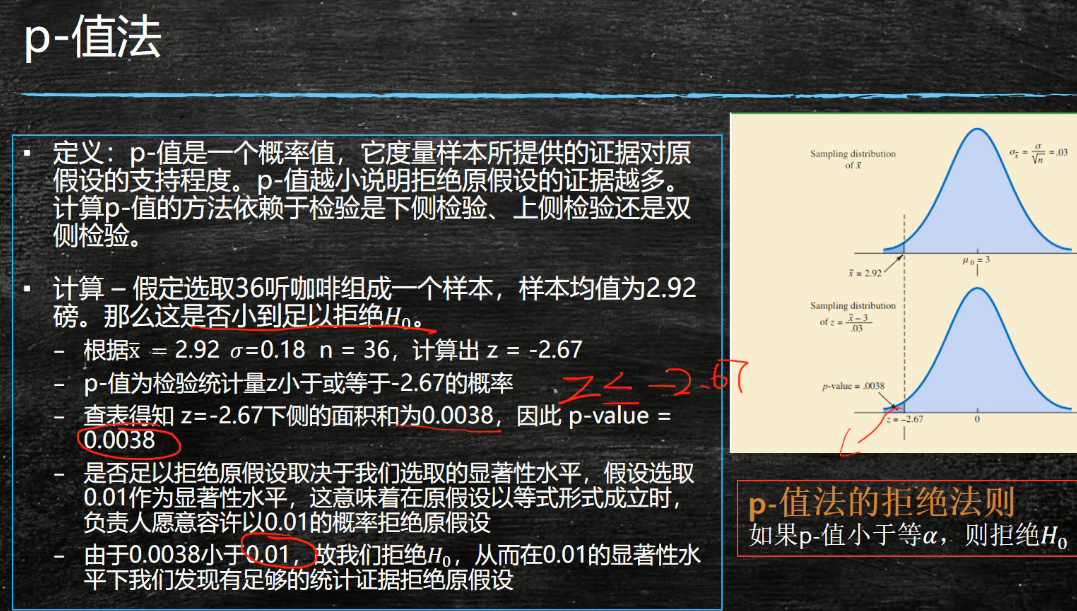 p-值法
▪ 定义：p-值是一个概率值，它度量样本所提供的证据对原
假设的支持程度。p-值越小说明拒绝原假设的证据越多。
计算p-值的方法依赖于检验是下侧检验、上侧检验还是双
侧检验。
▪ 计算 – 假定选取36听咖啡组成一个样本，样本均值为2.92
磅。那么这是否小到足以拒绝H₀。
– 根据x̅ = 2.92 σ=0.18 n = 36，计算出 z = -2.67
– p-值为检验统计量z小于或等于-2.67的概率
z ≤ -2.67
– 查表得知 z=-2.67下侧的面积和为0.0038，因此 p-value =
0.0038
– 是否足以拒绝原假设取决于我们选取的显著性水平，假设选取
0.01作为显著性水平，这意味着在原假设以等式形式成立时，
负责人愿意容许以0.01的概率拒绝原假设
– 由于0.0038小于0.01，故我们拒绝H₀，从而在0.01的显著性水
平下我们发现有足够的统计证据拒绝原假设
Sampling distribution
of x̅
σx̅ = σ/√n = .03
x̅ = 2.92
μ₀ = 3
Sampling distribution
of z = (x̅ − 3)/.03
p-value = .0038
z = −2.67
0
p-值法的拒绝法则
如果p-值小于等α，则拒绝H₀